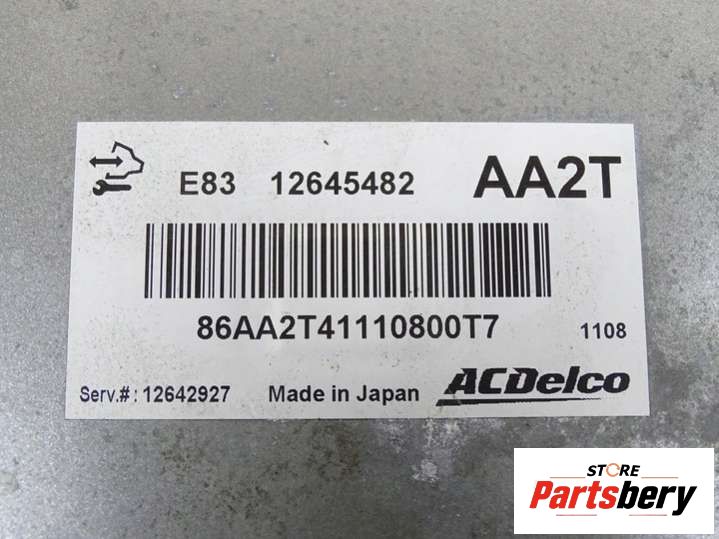 E83 12645482 AA2T
86AA2T41110800T7 1108
Serv.#: 12642927 Made in Japan ACDelco
STORE
Partsbery